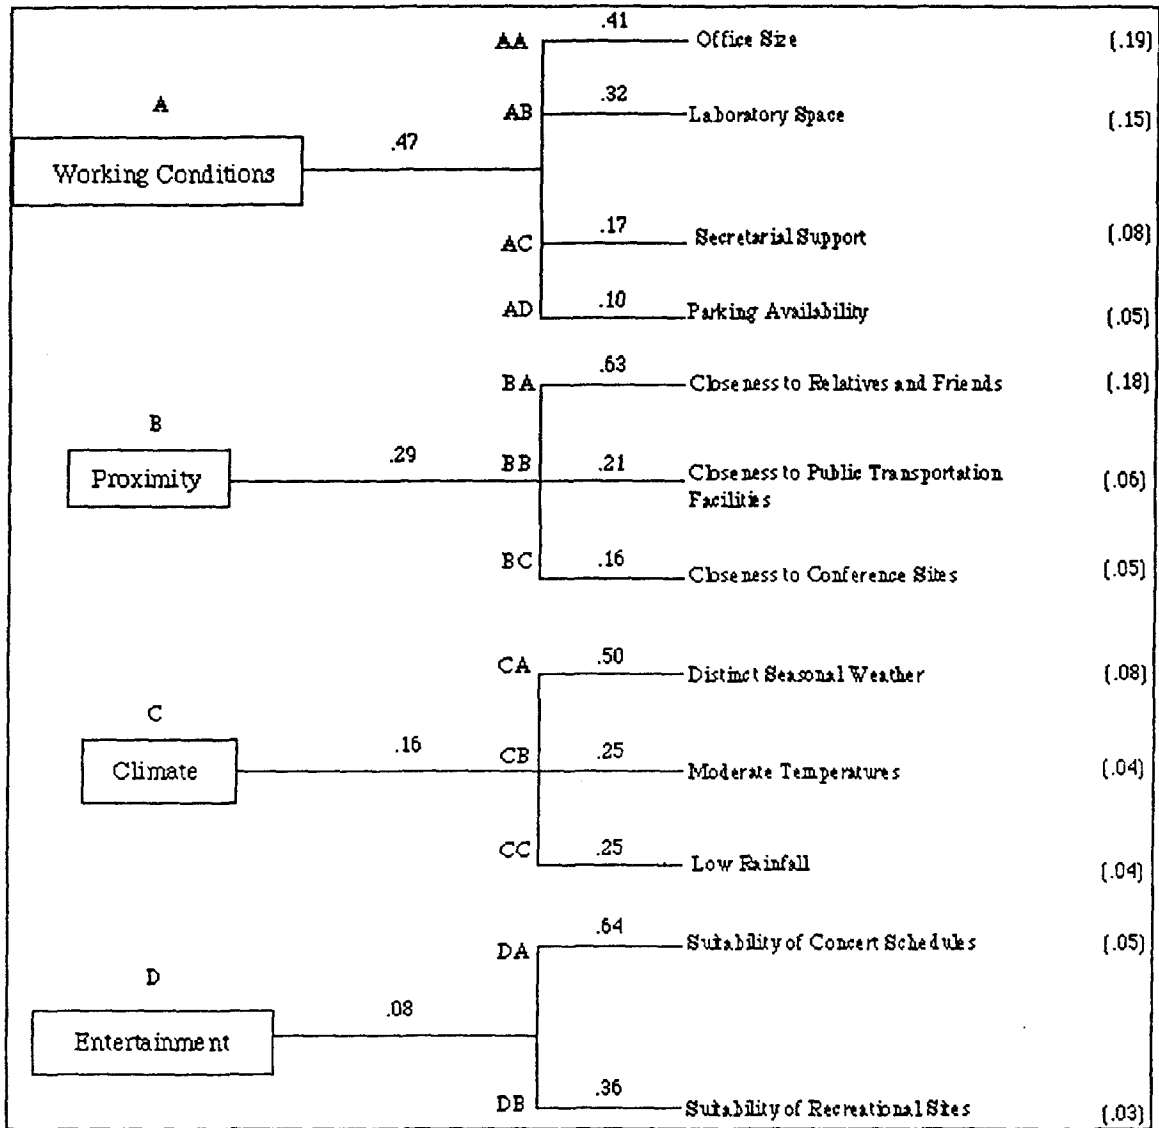 AA .41 Office Size (.19)
A
AB .32 Laboratory Space (.15)
.47
Working Conditions
AC .17 Secretarial Support (.08)
AD .10 Parking Availability (.05)
BA .63 Closeness to Relatives and Friends (.18)
B
Proximity .29 BB .21 Closeness to Public Transportation (.06)
Facilities
BC .16 Closeness to Conference Sites (.05)
CA .50 Distinct Seasonal Weather (.08)
C
Climate .16 CB .25 Moderate Temperatures (.04)
CC .25 Low Rainfall (.04)
DA .64 Suitability of Concert Schedules (.05)
D
.08
Entertainment
DB .36 Suitability of Recreational Sites (.03)